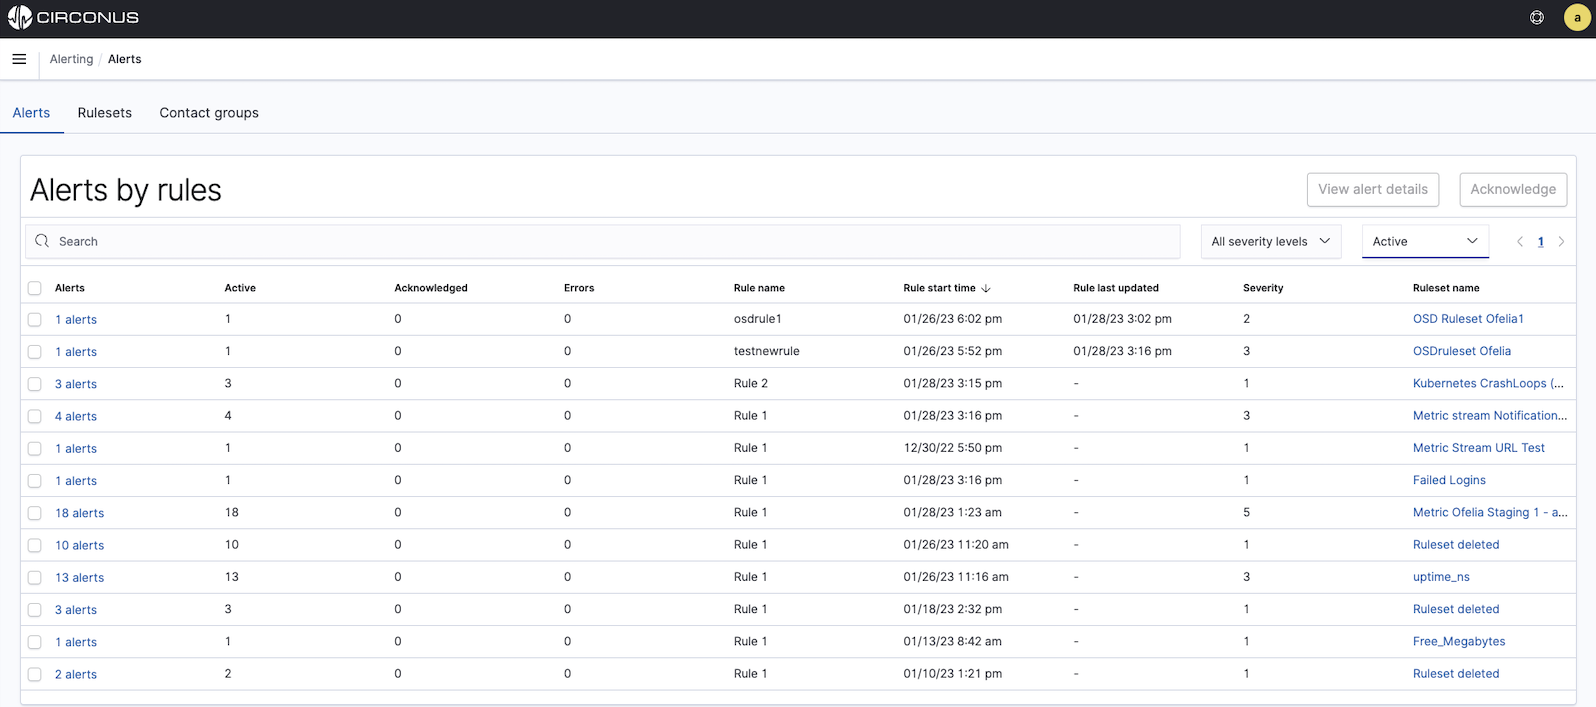 CIRCONUS
a
Alerting / Alerts
Alerts Rulesets Contact groups
Alerts by rules View alert details Acknowledge
Search All severity levels Active 1
Alerts Active Acknowledged Errors Rule name Rule start time Rule last updated Severity Ruleset name
1 alerts 1 0 0 osdrule1 01/26/23 6:02 pm 01/28/23 3:02 pm 2 OSD Ruleset Ofelia1
1 alerts 1 0 0 testnewrule 01/26/23 5:52 pm 01/28/23 3:16 pm 3 OSDruleset Ofelia
3 alerts 3 0 0 Rule 2 01/28/23 3:15 pm - 1 Kubernetes CrashLoops (...
4 alerts 4 0 0 Rule 1 01/28/23 3:16 pm - 3 Metric stream Notification...
1 alerts 1 0 0 Rule 1 12/30/22 5:50 pm - 1 Metric Stream URL Test
1 alerts 1 0 0 Rule 1 01/28/23 3:16 pm - 1 Failed Logins
18 alerts 18 0 0 Rule 1 01/28/23 1:23 am - 5 Metric Ofelia Staging 1 - a...
10 alerts 10 0 0 Rule 1 01/26/23 11:20 am - 1 Ruleset deleted
13 alerts 13 0 0 Rule 1 01/26/23 11:16 am - 3 uptime_ns
3 alerts 3 0 0 Rule 1 01/18/23 2:32 pm - 1 Ruleset deleted
1 alerts 1 0 0 Rule 1 01/13/23 8:42 am - 1 Free_Megabytes
2 alerts 2 0 0 Rule 1 01/10/23 1:21 pm - 1 Ruleset deleted